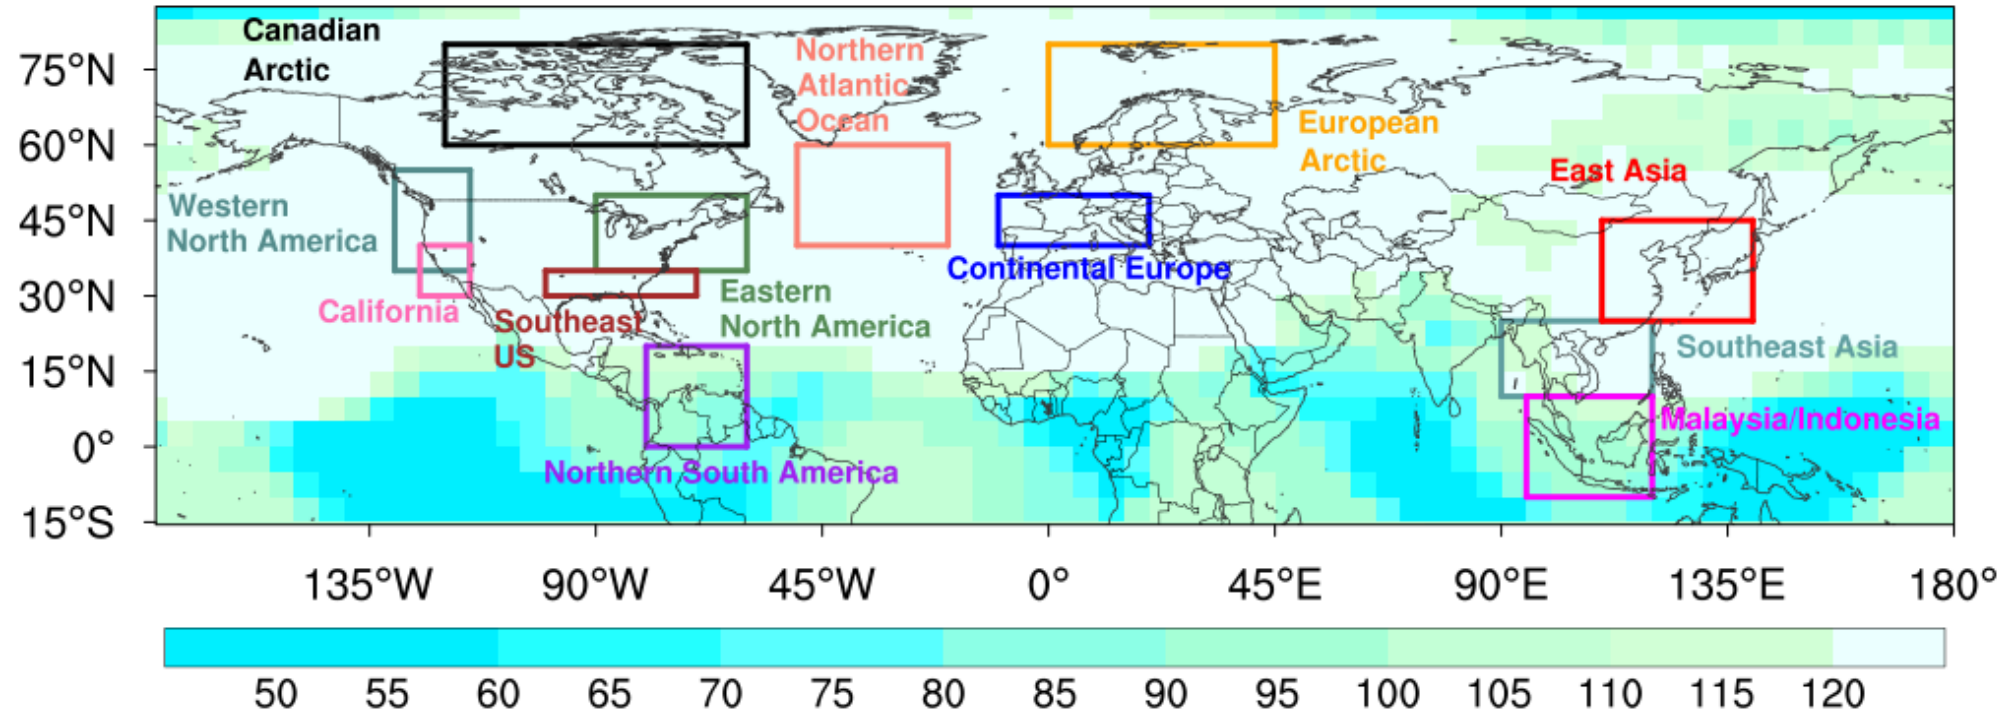 Canadian
Arctic
Northern
Atlantic
Ocean
European
Arctic
East Asia
Western
North America
Continental Europe
California
Southeast
US
Eastern
North America
Southeast Asia
Malaysia/Indonesia
Northern South America
75°N
60°N
45°N
30°N
15°N
0°
15°S
135°W 90°W 45°W 0° 45°E 90°E 135°E 180°
50 55 60 65 70 75 80 85 90 95 100 105 110 115 120